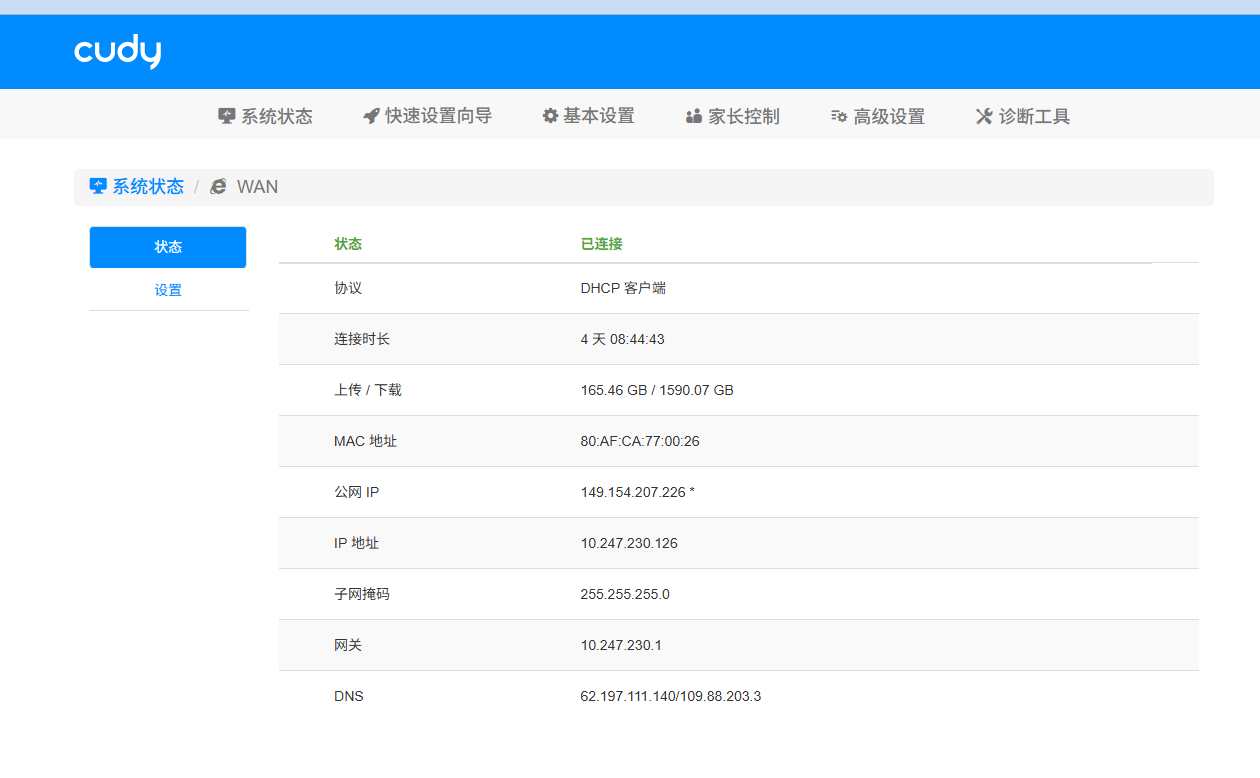 cudy
系统状态 快速设置向导 基本设置 家长控制 高级设置 诊断工具
系统状态 / WAN
状态
设置
状态 已连接
协议 DHCP 客户端
连接时长 4 天 08:44:43
上传 / 下载 165.46 GB / 1590.07 GB
MAC 地址 80:AF:CA:77:00:26
公网 IP 149.154.207.226 *
IP 地址 10.247.230.126
子网掩码 255.255.255.0
网关 10.247.230.1
DNS 62.197.111.140/109.88.203.3